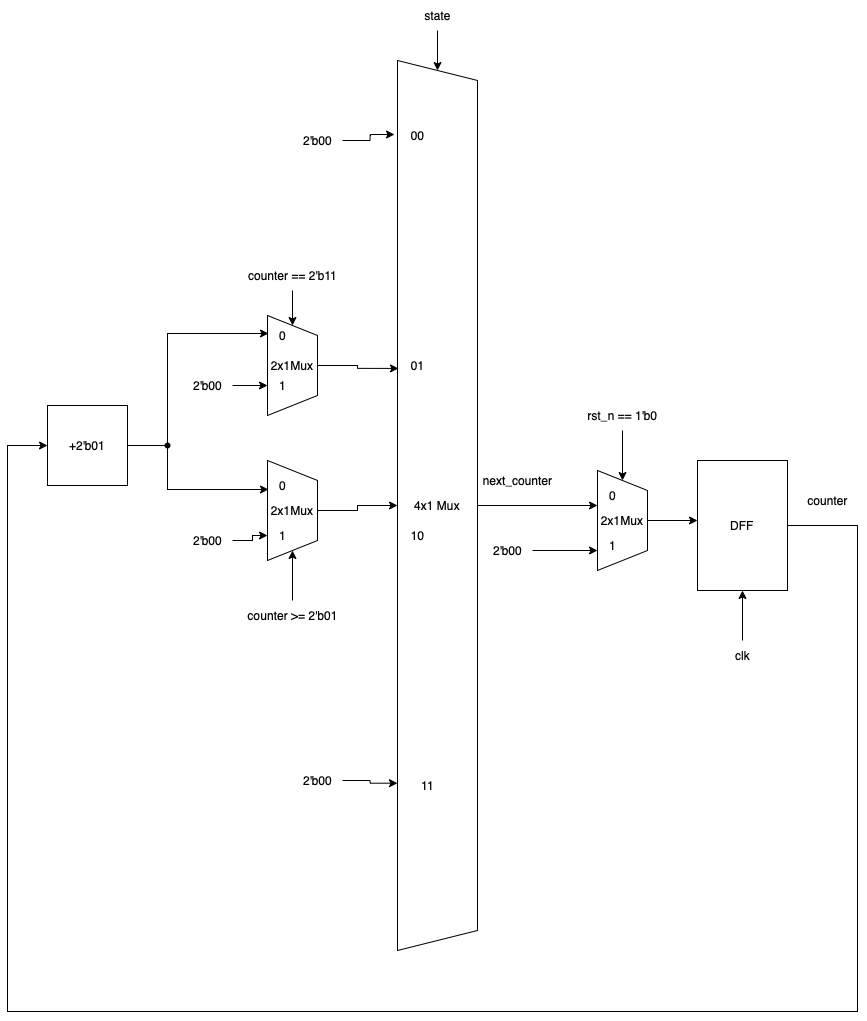 state
2'b00
00
counter == 2'b11
0
2x1Mux
01
2'b00
1
rst_n == 1'b0
+2'b01
next_counter
0
2x1Mux
2'b00
1
4x1 Mux
10
0
2x1Mux
2'b00
1
DFF
counter
counter >= 2'b01
clk
2'b00
11